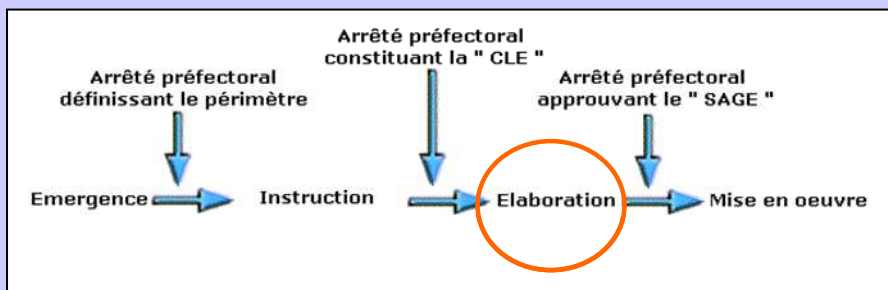 Arrêté préfectoral
constituant la " CLE "
Arrêté préfectoral
définissant le périmètre
Arrêté préfectoral
approuvant le " SAGE "
Emergence
Instruction
Elaboration
Mise en oeuvre